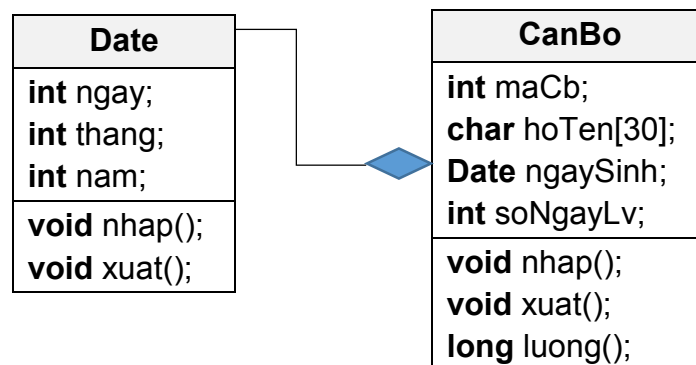 Date
int ngay;
int thang;
int nam;
void nhap();
void xuat();
CanBo
int maCb;
char hoTen[30];
Date ngaySinh;
int soNgayLv;
void nhap();
void xuat();
long luong();